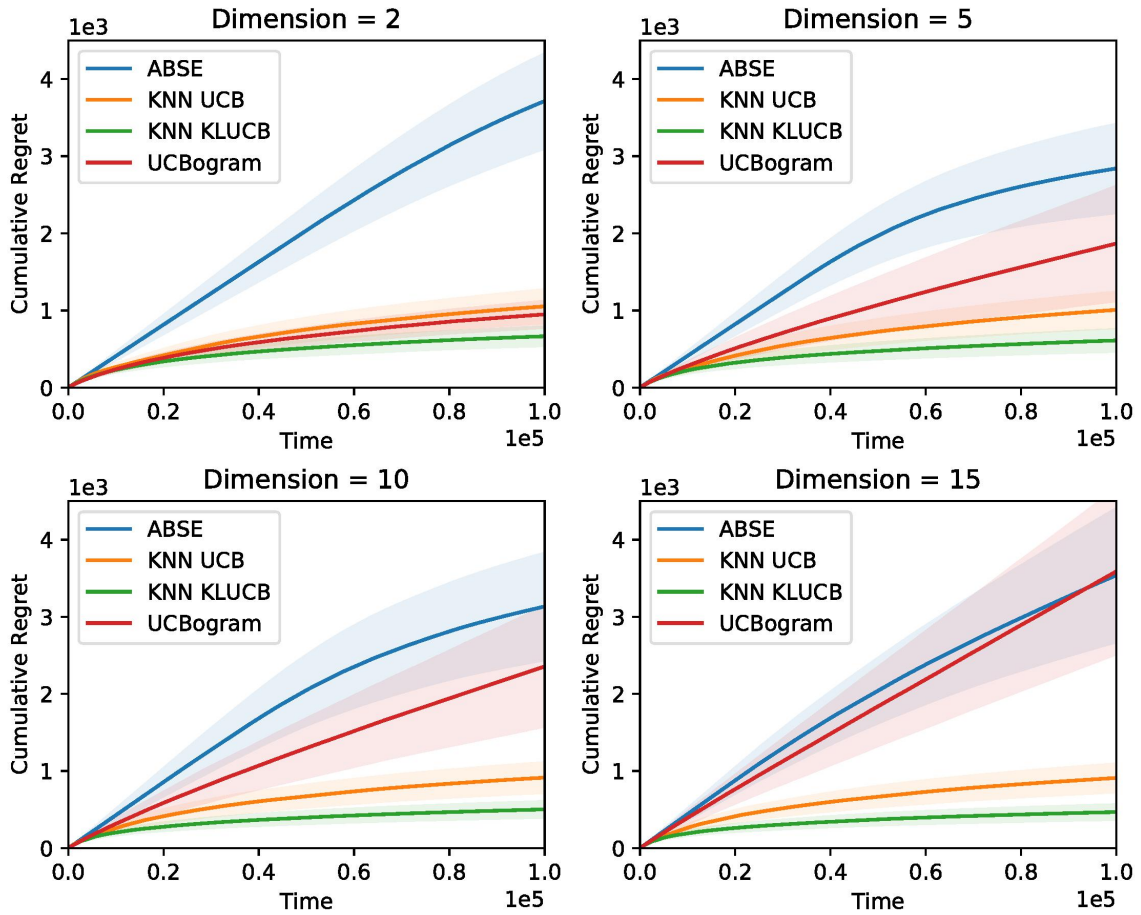 Dimension = 2
1e3
Cumulative Regret
4
3
2
1
0
ABSE
KNN UCB
KNN KLUCB
UCBogram
0.0 0.2 0.4 0.6 0.8 1.0
Time
1e5
Dimension = 5
1e3
Cumulative Regret
4
3
2
1
0
ABSE
KNN UCB
KNN KLUCB
UCBogram
0.0 0.2 0.4 0.6 0.8 1.0
Time
1e5
Dimension = 10
1e3
Cumulative Regret
4
3
2
1
0
ABSE
KNN UCB
KNN KLUCB
UCBogram
0.0 0.2 0.4 0.6 0.8 1.0
Time
1e5
Dimension = 15
1e3
Cumulative Regret
4
3
2
1
0
ABSE
KNN UCB
KNN KLUCB
UCBogram
0.0 0.2 0.4 0.6 0.8 1.0
Time
1e5